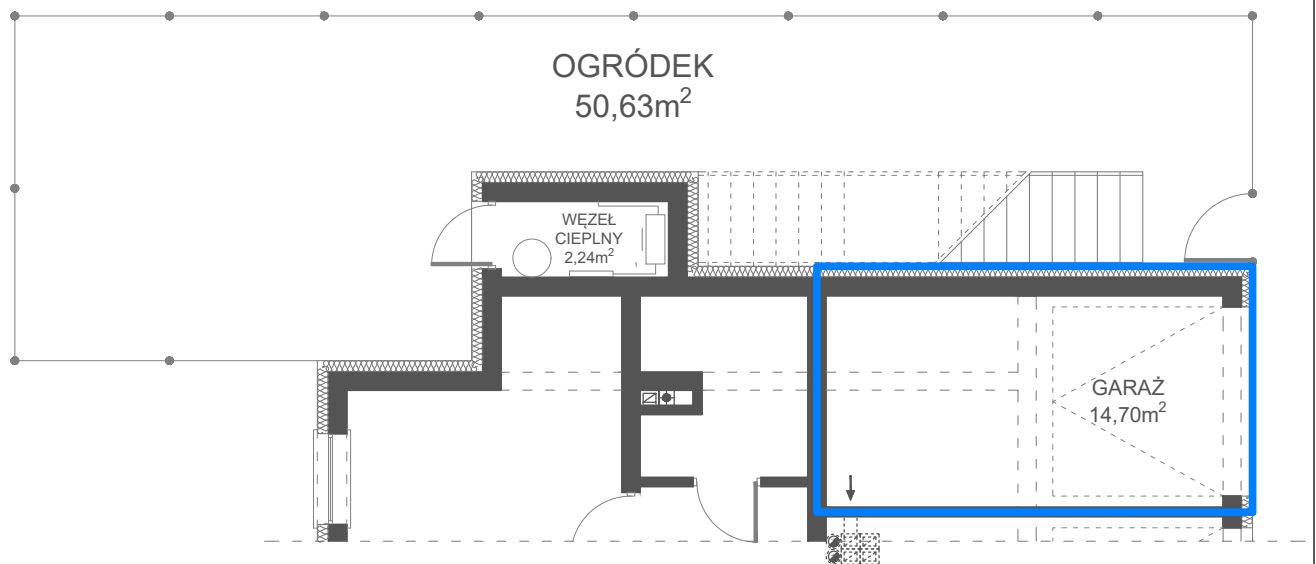 OGRÓDEK
50,63m²
WĘZEŁ
CIEPLNY
2,24m²
GARAŻ
14,70m²